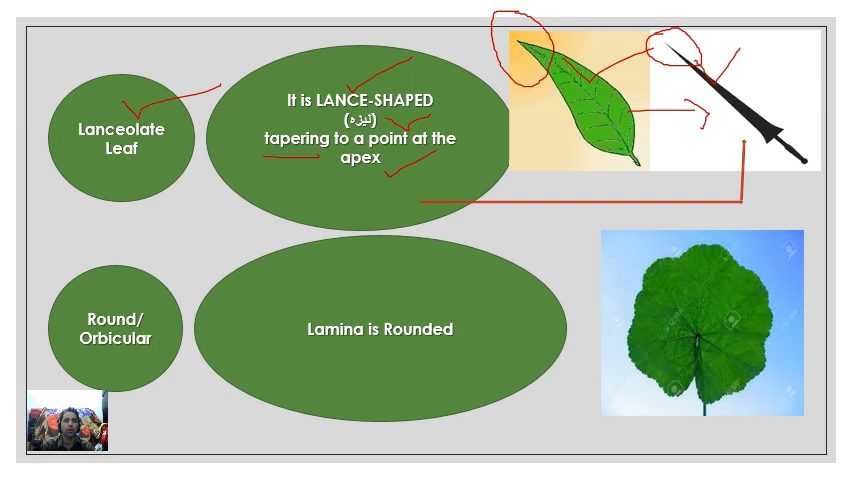 Lanceolate
Leaf
It is LANCE-SHAPED
(نیزہ)
tapering to a point at the
apex
Round/
Orbicular
Lamina is Rounded